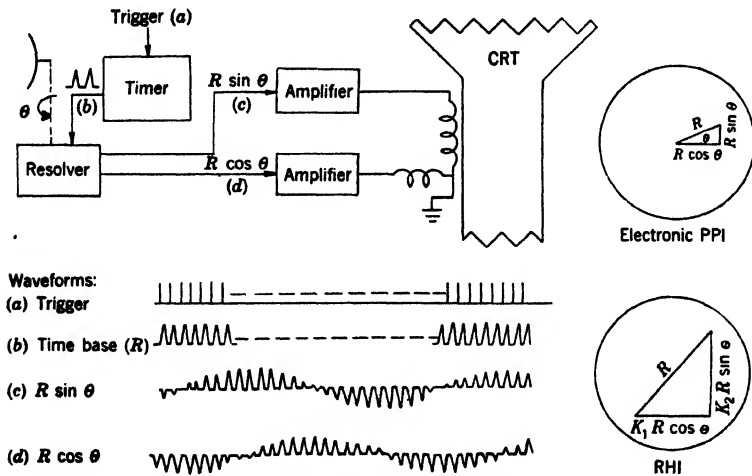 Trigger (a)
Timer
(b)
θ
Resolver
R sin θ
(c)
Amplifier
R cos θ
(d)
Amplifier
CRT
R
θ
R sin θ
R cos θ
Electronic PPI
Waveforms:
(a) Trigger
(b) Time base (R)
(c) R sin θ
(d) R cos θ
R
K₂ R sin θ
K₁ R cos θ
RHI